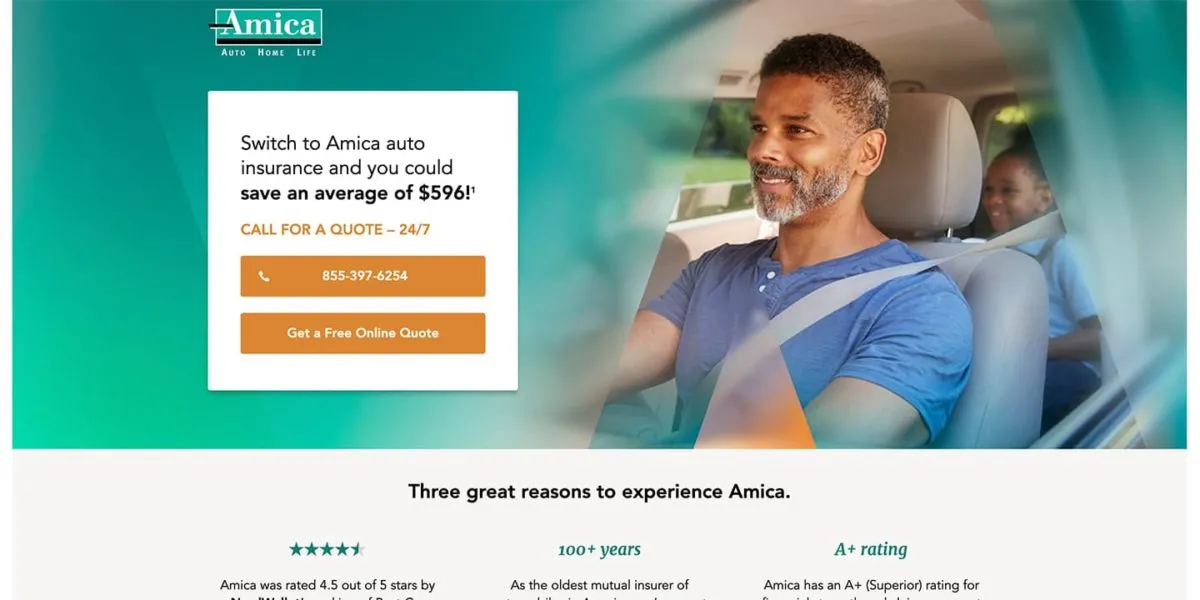 Amica
AUTO HOME LIFE
Switch to Amica auto
insurance and you could
save an average of $596!¹
CALL FOR A QUOTE – 24/7
855-397-6254
Get a Free Online Quote
Three great reasons to experience Amica.
100+ years
A+ rating
Amica was rated 4.5 out of 5 stars by
As the oldest mutual insurer of
Amica has an A+ (Superior) rating for